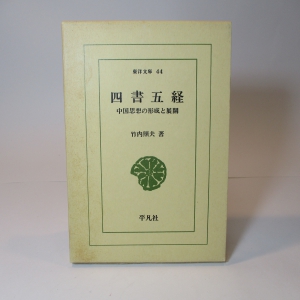 東洋文庫 44
四書五経
中国思想の形成と展開
竹内照夫 著
平凡社